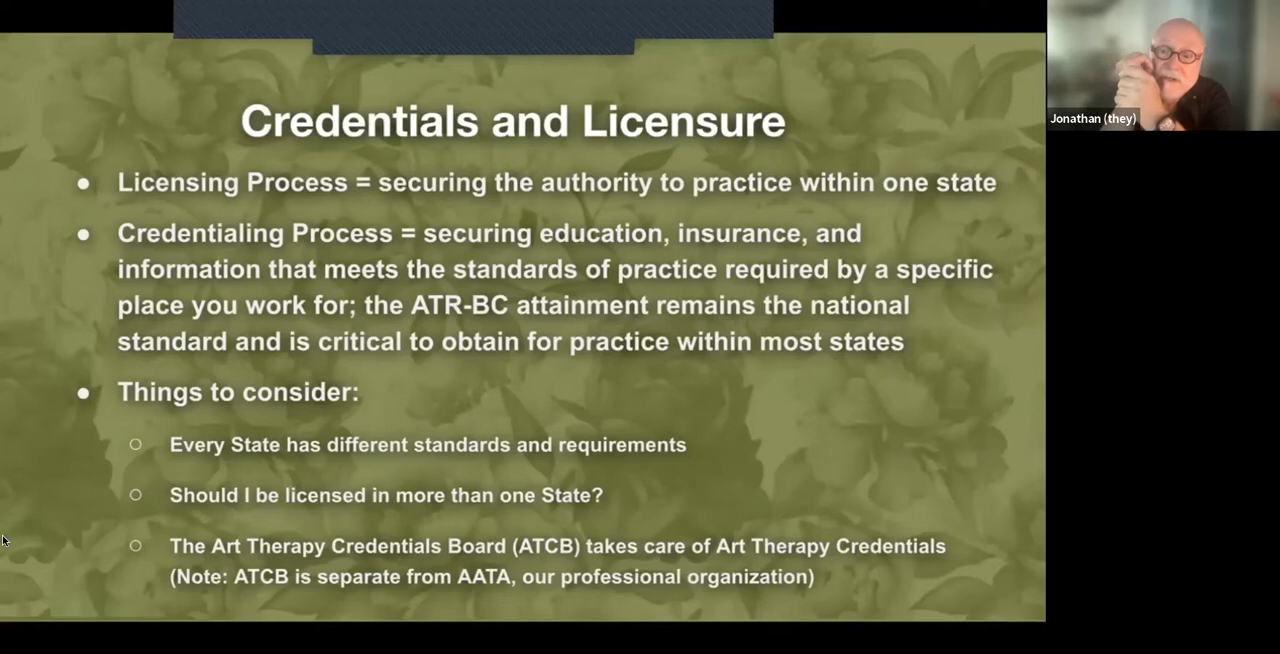 Credentials and Licensure
● Licensing Process = securing the authority to practice within one state
● Credentialing Process = securing education, insurance, and
information that meets the standards of practice required by a specific
place you work for; the ATR-BC attainment remains the national
standard and is critical to obtain for practice within most states
● Things to consider:
○ Every State has different standards and requirements
○ Should I be licensed in more than one State?
○ The Art Therapy Credentials Board (ATCB) takes care of Art Therapy Credentials
(Note: ATCB is separate from AATA, our professional organization)
Jonathan (they)